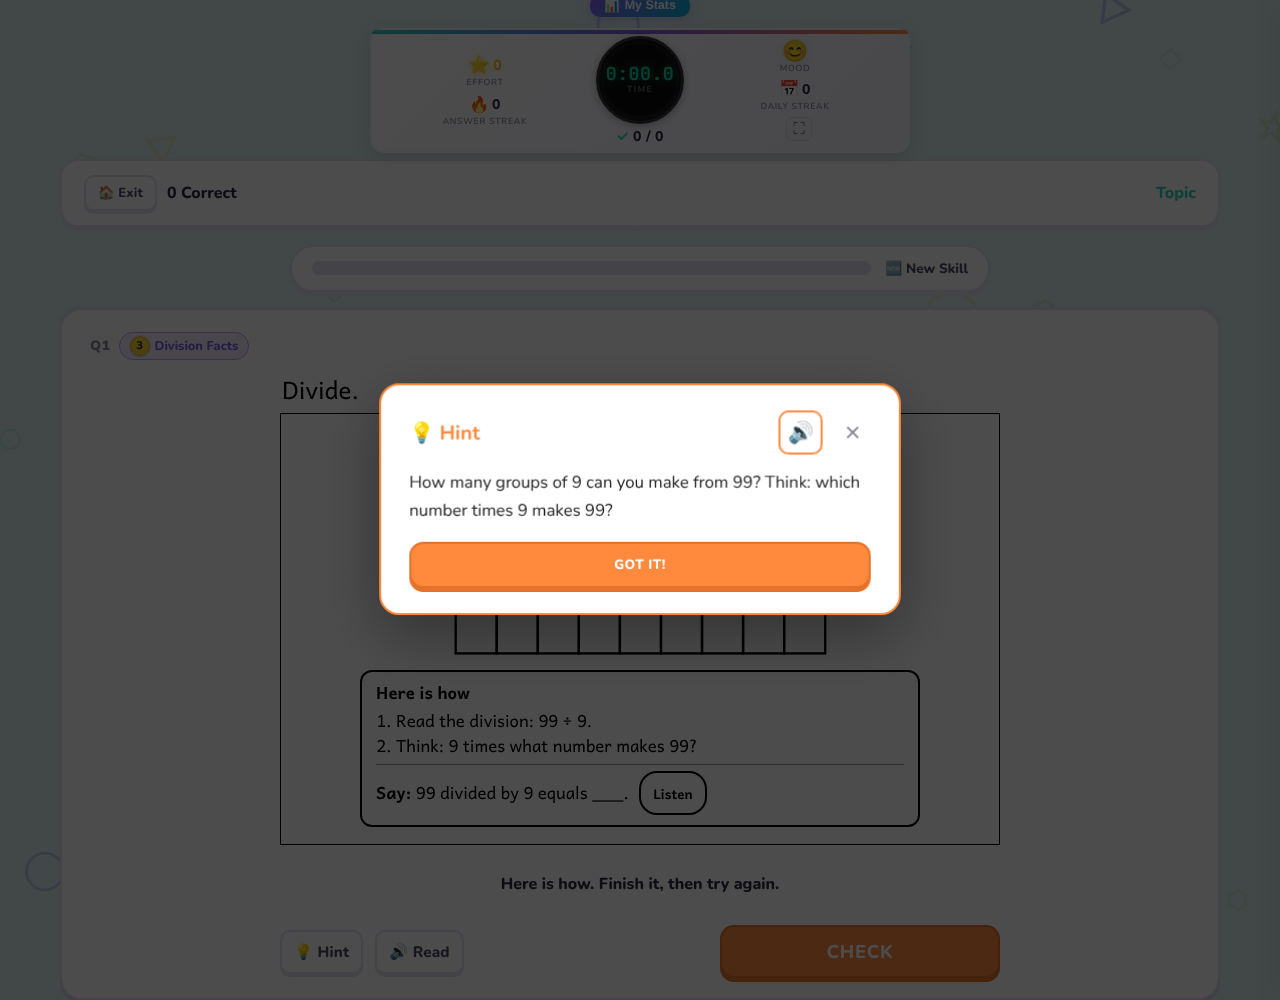 📊 My Stats
⭐ 0
EFFORT
🔥 0
ANSWER STREAK
0:00.0
TIME
✓ 0 / 0
😊
MOOD
📅 0
DAILY STREAK
🏠 Exit
0 Correct
Topic
🆕 New Skill
Q1
3 Division Facts
Divide.
💡 Hint
🔊 ✕
How many groups of 9 can you make from 99? Think: which
number times 9 makes 99?
GOT IT!
Here is how
1. Read the division: 99 ÷ 9.
2. Think: 9 times what number makes 99?
Say: 99 divided by 9 equals ___. Listen
Here is how. Finish it, then try again.
💡 Hint
🔊 Read
CHECK